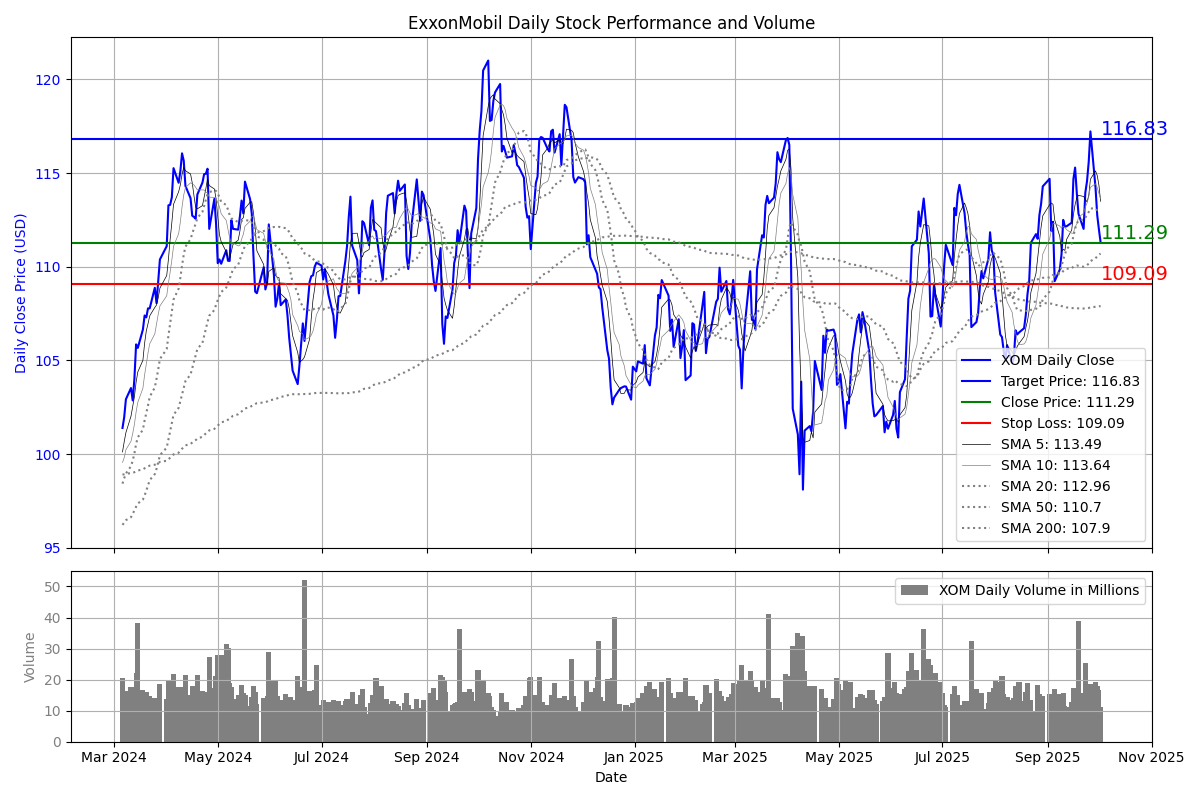 ExxonMobil Daily Stock Performance and Volume
Daily Close Price (USD)
120
115
110
105
100
95
116.83
111.29
109.09
XOM Daily Close
Target Price: 116.83
Close Price: 111.29
Stop Loss: 109.09
SMA 5: 113.49
SMA 10: 113.64
SMA 20: 112.96
SMA 50: 110.7
SMA 200: 107.9
Volume
50
40
30
20
10
0
XOM Daily Volume in Millions
Mar 2024 May 2024 Jul 2024 Sep 2024 Nov 2024 Jan 2025 Mar 2025 May 2025 Jul 2025 Sep 2025 Nov 2025
Date